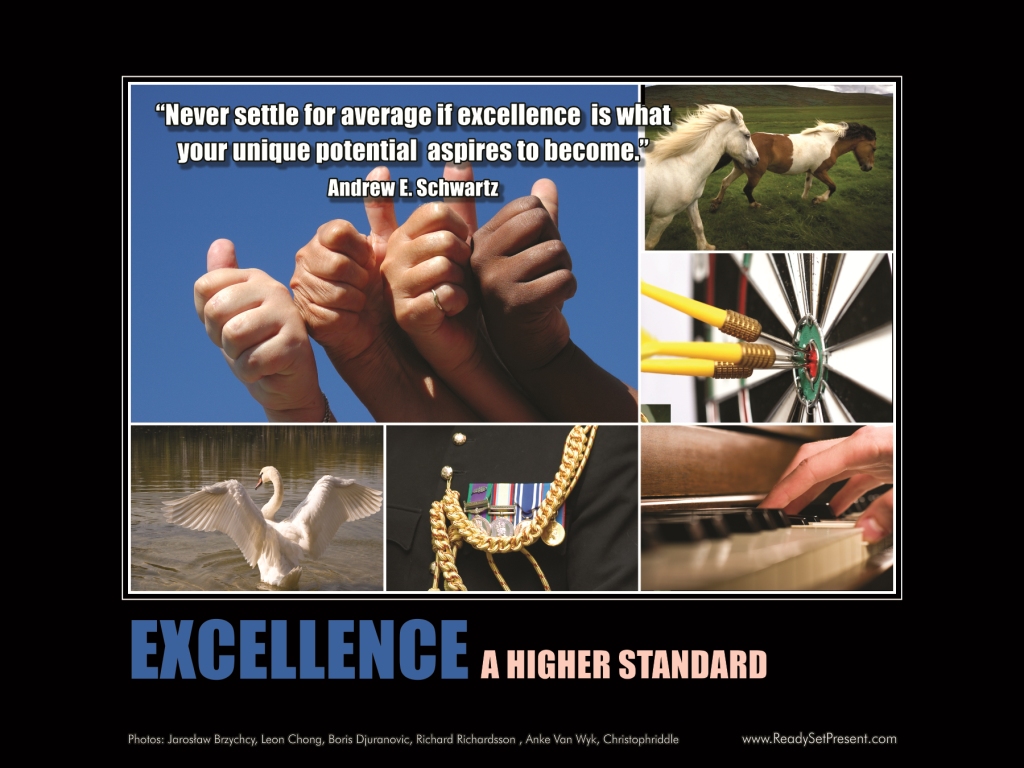 “Never settle for average if excellence is what
your unique potential aspires to become.”
Andrew E. Schwartz
EXCELLENCE A HIGHER STANDARD
Photos: Jarosław Brzychcy, Leon Chong, Boris Djuranovic, Richard Richardsson , Anke Van Wyk, Christophriddle
www.ReadySetPresent.com